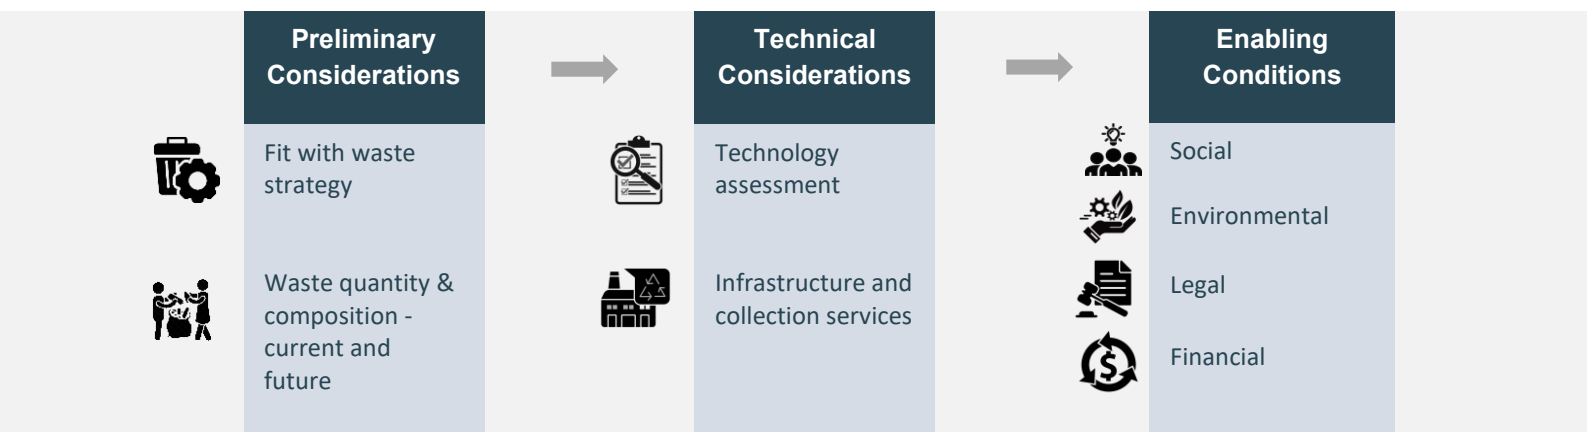 Preliminary
Considerations
Fit with waste
strategy
Waste quantity &
composition -
current and
future
Technical
Considerations
Technology
assessment
Infrastructure and
collection services
Enabling
Conditions
Social
Environmental
Legal
$
Financial